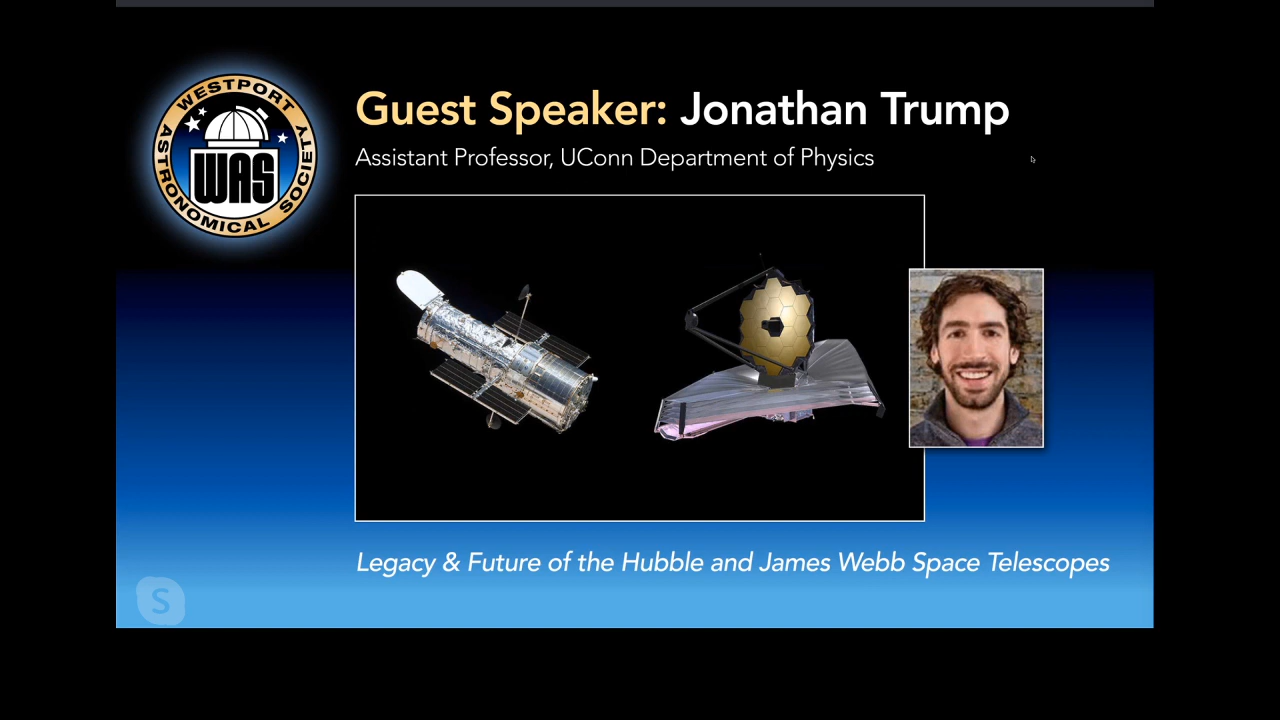 WESTPORT
ASTRONOMICAL SOCIETY
WAS
Guest Speaker: Jonathan Trump
Assistant Professor, UConn Department of Physics
Legacy & Future of the Hubble and James Webb Space Telescopes
S